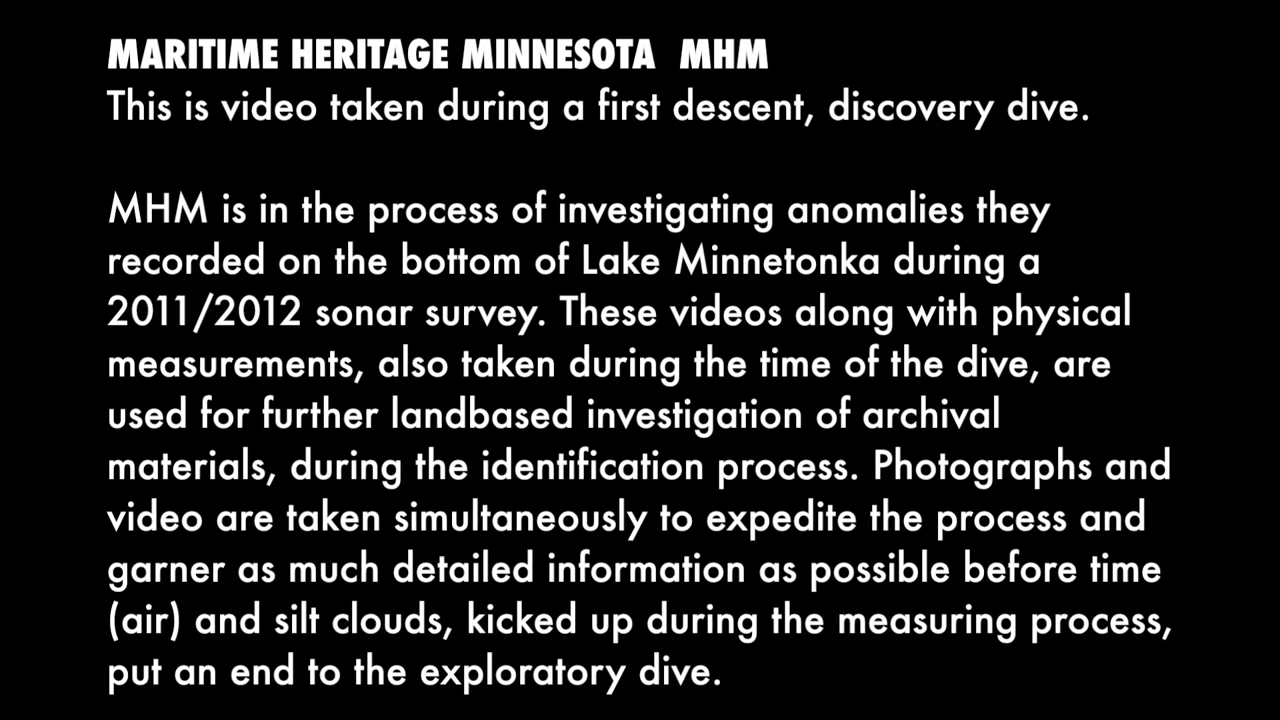 MARITIME HERITAGE MINNESOTA  MHM
This is video taken during a first descent, discovery dive.
MHM is in the process of investigating anomalies they
recorded on the bottom of Lake Minnetonka during a
2011/2012 sonar survey. These videos along with physical
measurements, also taken during the time of the dive, are
used for further landbased investigation of archival
materials, during the identification process. Photographs and
video are taken simultaneously to expedite the process and
garner as much detailed information as possible before time
(air) and silt clouds, kicked up during the measuring process,
put an end to the exploratory dive.